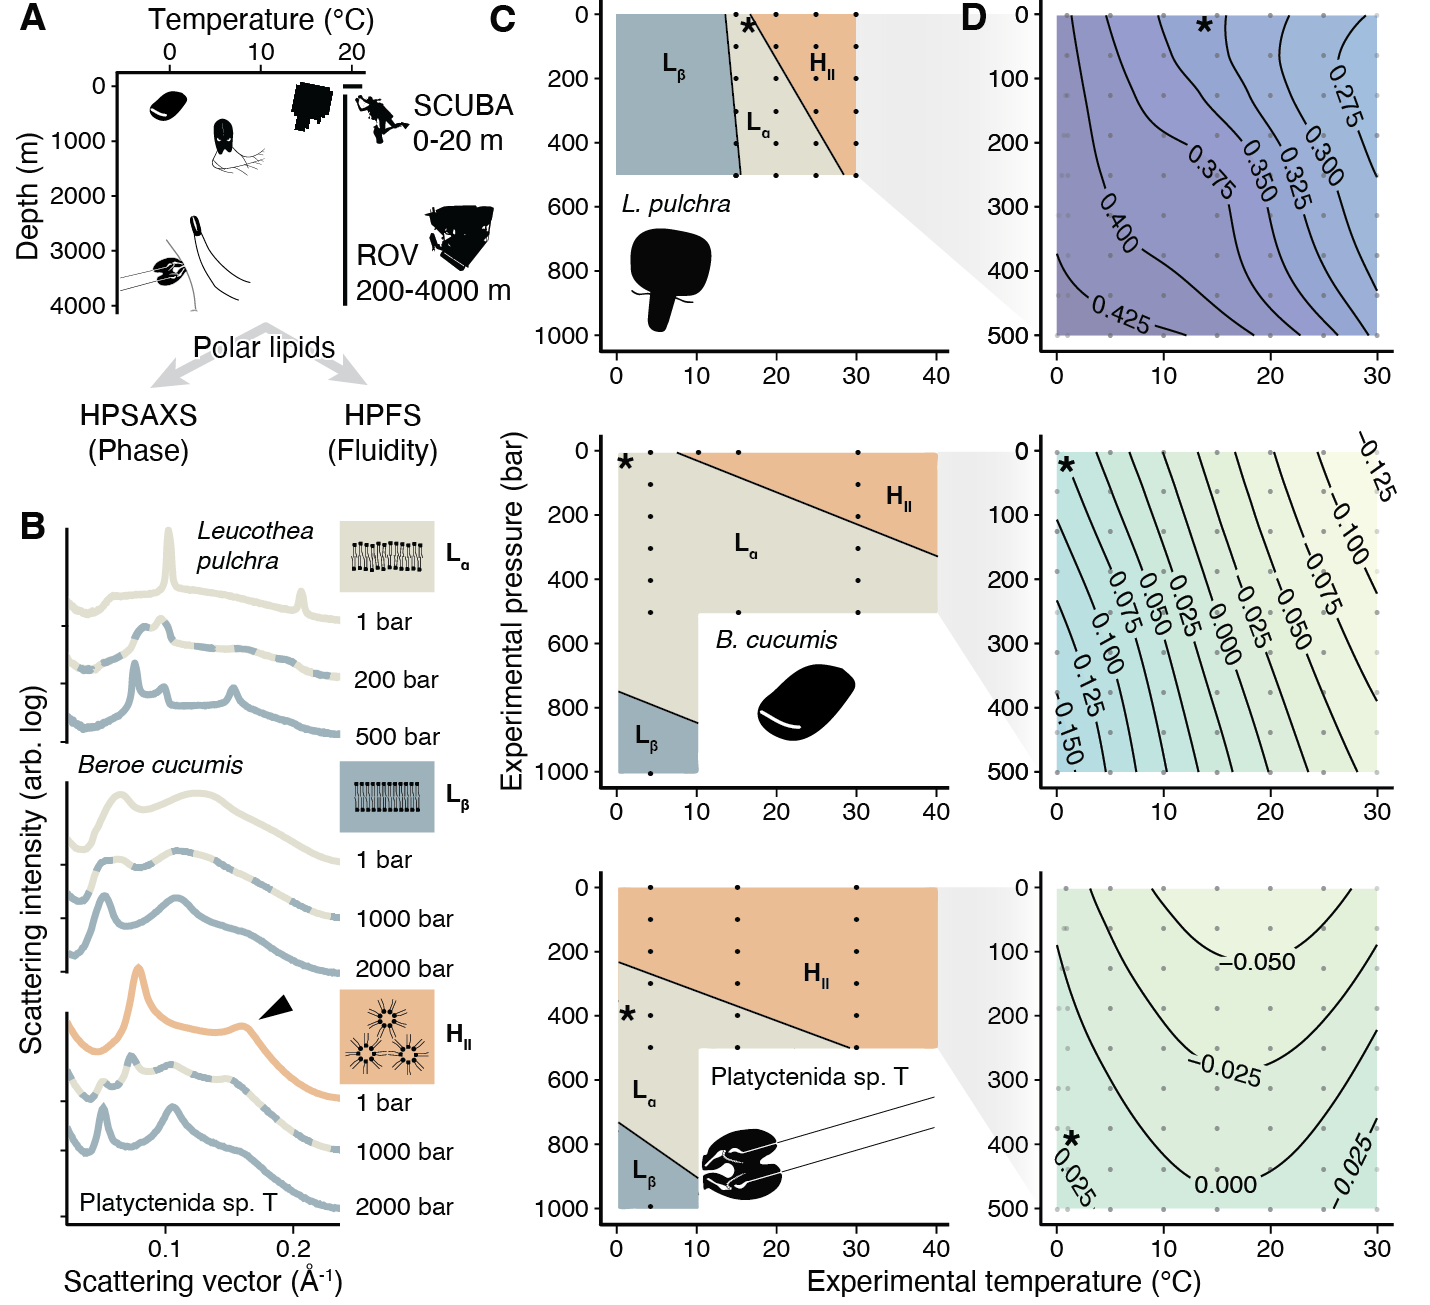 A
Temperature (°C)
0 10 20
Depth (m)
0
1000
2000
3000
4000
SCUBA
0-20 m
ROV
200-4000 m
Polar lipids
HPSAXS
(Phase)
HPFS
(Fluidity)
B
Scattering intensity (arb. log)
Leucothea
pulchra
1 bar
200 bar
500 bar
Lα
Beroe cucumis
Lβ
1 bar
1000 bar
2000 bar
HII
1 bar
1000 bar
2000 bar
Platyctenida sp. T
0.1 0.2
Scattering vector (Å-1)
C
Experimental pressure (bar)
0
200
400
600
800
1000
Lβ
*
Lα
HII
L. pulchra
0 10 20 30 40
0
200
400
600
800
1000
*
HII
Lα
B. cucumis
Lβ
0 10 20 30 40
0
200
400
600
800
1000
HII
*
Lα
Platyctenida sp. T
Lβ
0 10 20 30 40
Experimental temperature (°C)
D
0
100
200
300
400
500
*
0.275
0.300
0.325
0.350
0.375
0.400
0.425
0 10 20 30
0
100
200
300
400
500
*
−0.125
−0.100
−0.075
−0.050
−0.025
0.000
0.025
0.050
0.075
0.100
0.125
0.150
0 10 20 30
0
100
200
300
400
500
−0.050
−0.025
*
0.025
0.000
-0.025
0 10 20 30